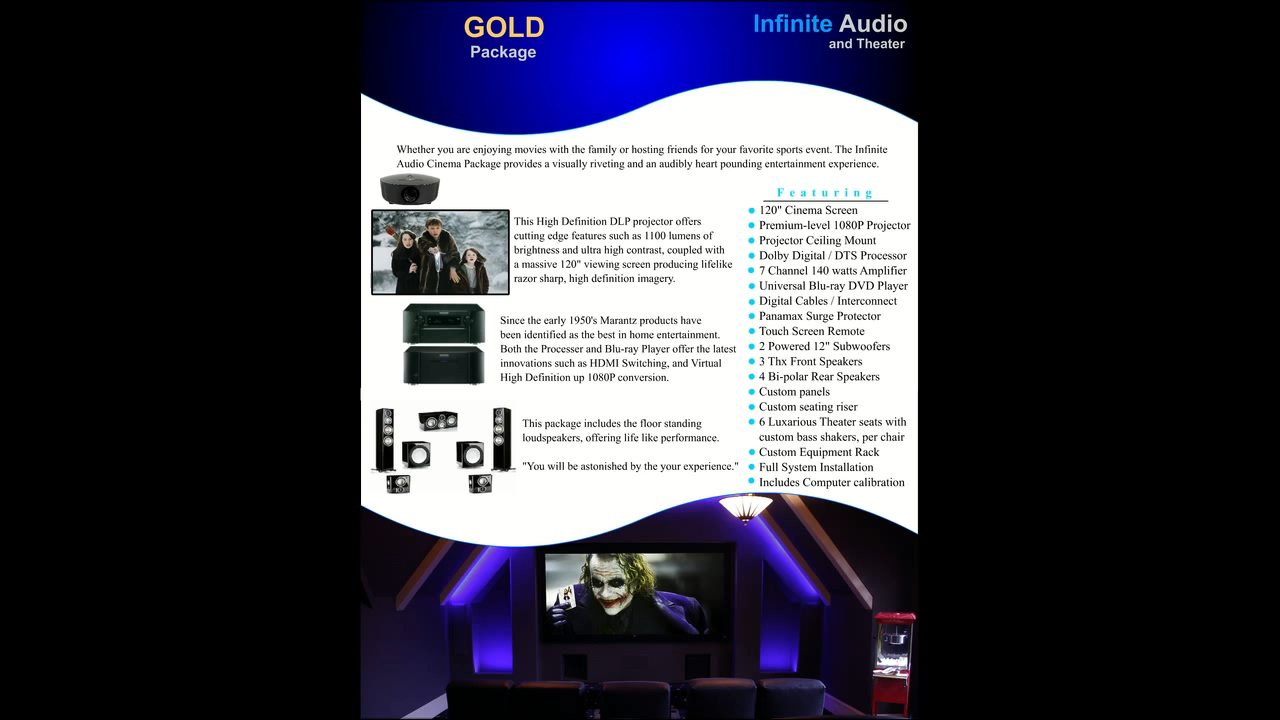 GOLD
Package
Infinite Audio
and Theater
Whether you are enjoying movies with the family or hosting friends for your favorite sports event. The Infinite
Audio Cinema Package provides a visually riveting and an audibly heart pounding entertainment experience.
This High Definition DLP projector offers
cutting edge features such as 1100 lumens of
brightness and ultra high contrast, coupled with
a massive 120" viewing screen producing lifelike
razor sharp, high definition imagery.
Since the early 1950's Marantz products have
been identified as the best in home entertainment.
Both the Processer and Blu-ray Player offer the latest
innovations such as HDMI Switching, and Virtual
High Definition up 1080P conversion.
This package includes the floor standing
loudspeakers, offering life like performance.
"You will be astonished by the your experience."
Featuring
120" Cinema Screen
Premium-level 1080P Projector
Projector Ceiling Mount
Dolby Digital / DTS Processor
7 Channel 140 watts Amplifier
Universal Blu-ray DVD Player
Digital Cables / Interconnect
Panamax Surge Protector
Touch Screen Remote
2 Powered 12" Subwoofers
3 Thx Front Speakers
4 Bi-polar Rear Speakers
Custom panels
Custom seating riser
6 Luxarious Theater seats with
custom bass shakers, per chair
Custom Equipment Rack
Full System Installation
Includes Computer calibration